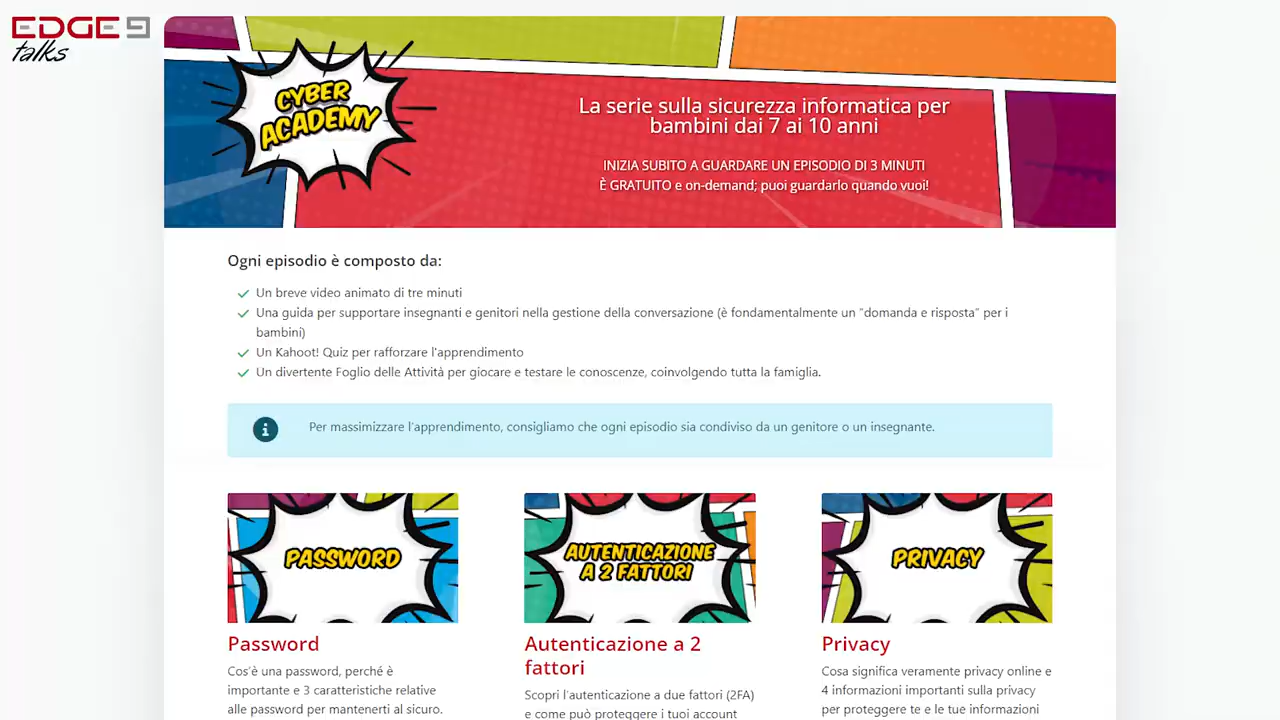 EDGE9
talks
CYBER
ACADEMY
La serie sulla sicurezza informatica per
bambini dai 7 ai 10 anni
INIZIA SUBITO A GUARDARE UN EPISODIO DI 3 MINUTI
È GRATUITO e on-demand; puoi guardarlo quando vuoi!
Ogni episodio è composto da:
Un breve video animato di tre minuti
Una guida per supportare insegnanti e genitori nella gestione della conversazione (è fondamentalmente un “domanda e risposta” per i
bambini)
Un Kahoot! Quiz per rafforzare l'apprendimento
Un divertente Foglio delle Attività per giocare e testare le conoscenze, coinvolgendo tutta la famiglia.
Per massimizzare l'apprendimento, consigliamo che ogni episodio sia condiviso da un genitore o un insegnante.
PASSWORD
Password
Cos'è una password, perché è
importante e 3 caratteristiche relative
alle password per mantenerti al sicuro.
AUTENTICAZIONE
A 2 FATTORI
Autenticazione a 2
fattori
Scopri l'autenticazione a due fattori (2FA)
e come può proteggere i tuoi account
PRIVACY
Privacy
Cosa significa veramente privacy online e
4 informazioni importanti sulla privacy
per proteggere te e le tue informazioni